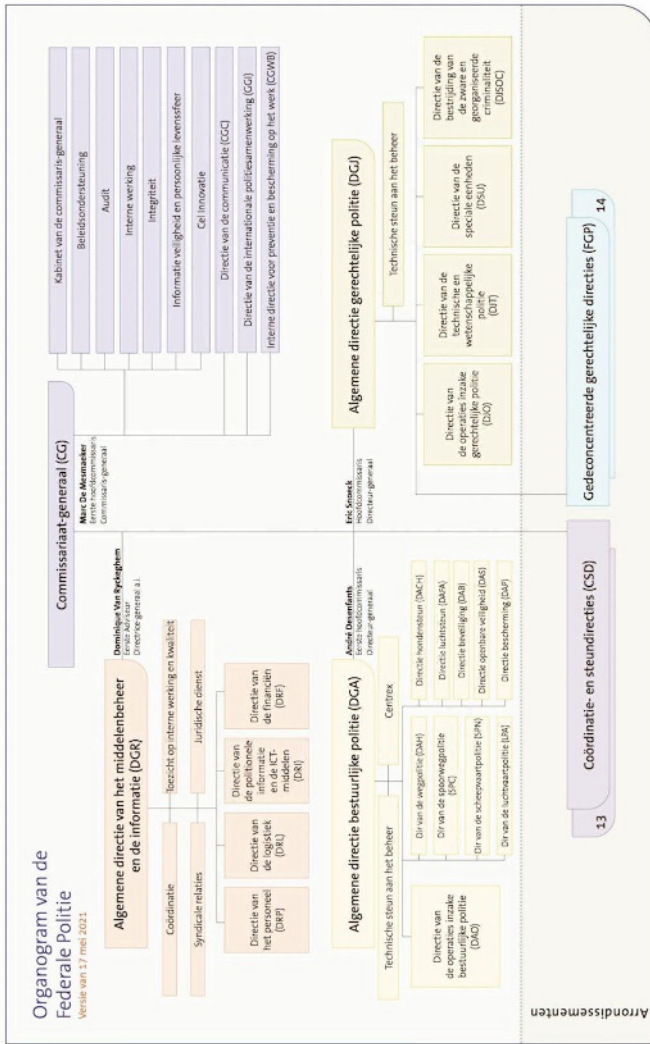 Organogram van de
Federale Politie
Versie van 17 mei 2021
Commissariaat-generaal (CG)
Marc De Mesmaeker
Eerste hoofdcommissaris
Commissaris-generaal
Kabinet van de commissaris-generaal
Beleidsondersteuning
Audit
Interne werking
Integriteit
Informatie veiligheid en persoonlijke levenssfeer
Cel Innovatie
Directie van de communicatie (CGC)
Directie van de internationale politiesamenwerking (GGI)
Interne directie voor preventie en bescherming op het werk (CGWB)
Dominique Van Ryckeghem
Eerste Adviseur
Directrice-generaal a.i.
Algemene directie van het middelenbeheer
en de informatie (DGR)
Coördinatie
Toezicht op interne werking en kwaliteit
Syndicale relaties
Juridische dienst
Directie van
het personeel
(DRP)
Directie van
de logistiek
(DRL)
Directie van
de politionele
informatie
en de ICT-
middelen
(DRI)
Directie van
de financiën
(DRF)
André Desenfants
Eerste hoofdcommissaris
Directeur-generaal
Algemene directie bestuurlijke politie (DGA)
Technische steun aan het beheer
Centrex
Directie van
de operaties inzake
bestuurlijke politie
(DAO)
Dir van de wegpolitie (DAH)
Dir van de spoorwegpolitie
(SPC)
Dir van de scheepvaartpolitie (SPN)
Dir van de luchtvaartpolitie (LPA)
Directie hondensteun (DACH)
Directie luchtsteun (DAFA)
Directie beveiliging (DAB)
Directie openbare veiligheid (DAS)
Directie bescherming (DAP)
Eric Snoeck
Hoofdcommissaris
Directeur-generaal
Algemene directie gerechtelijke politie (DGJ)
Technische steun aan het beheer
Directie van
de operaties inzake
gerechtelijke politie
(DJO)
Directie van de
technische en
wetenschappelijke
politie
(DJT)
Directie van de
speciale eenheden
(DSU)
Directie van de
bestrijding van
de zware en
georganiseerde
criminaliteit
(DJSOC)
Arrondissementen
13
Coördinatie- en steundirecties (CSD)
Gedeconcentreerde gerechtelijke directies (FGP)
14